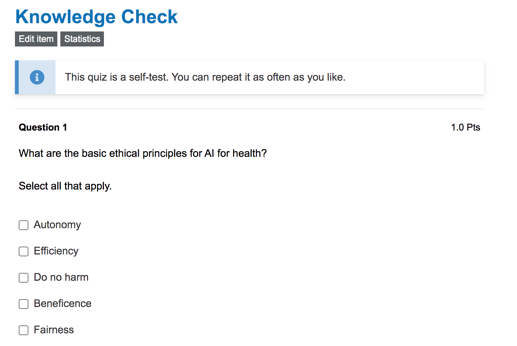 Knowledge Check
Edit item Statistics
This quiz is a self-test. You can repeat it as often as you like.
Question 1 1.0 Pts
What are the basic ethical principles for AI for health?
Select all that apply.
Autonomy
Efficiency
Do no harm
Beneficence
Fairness